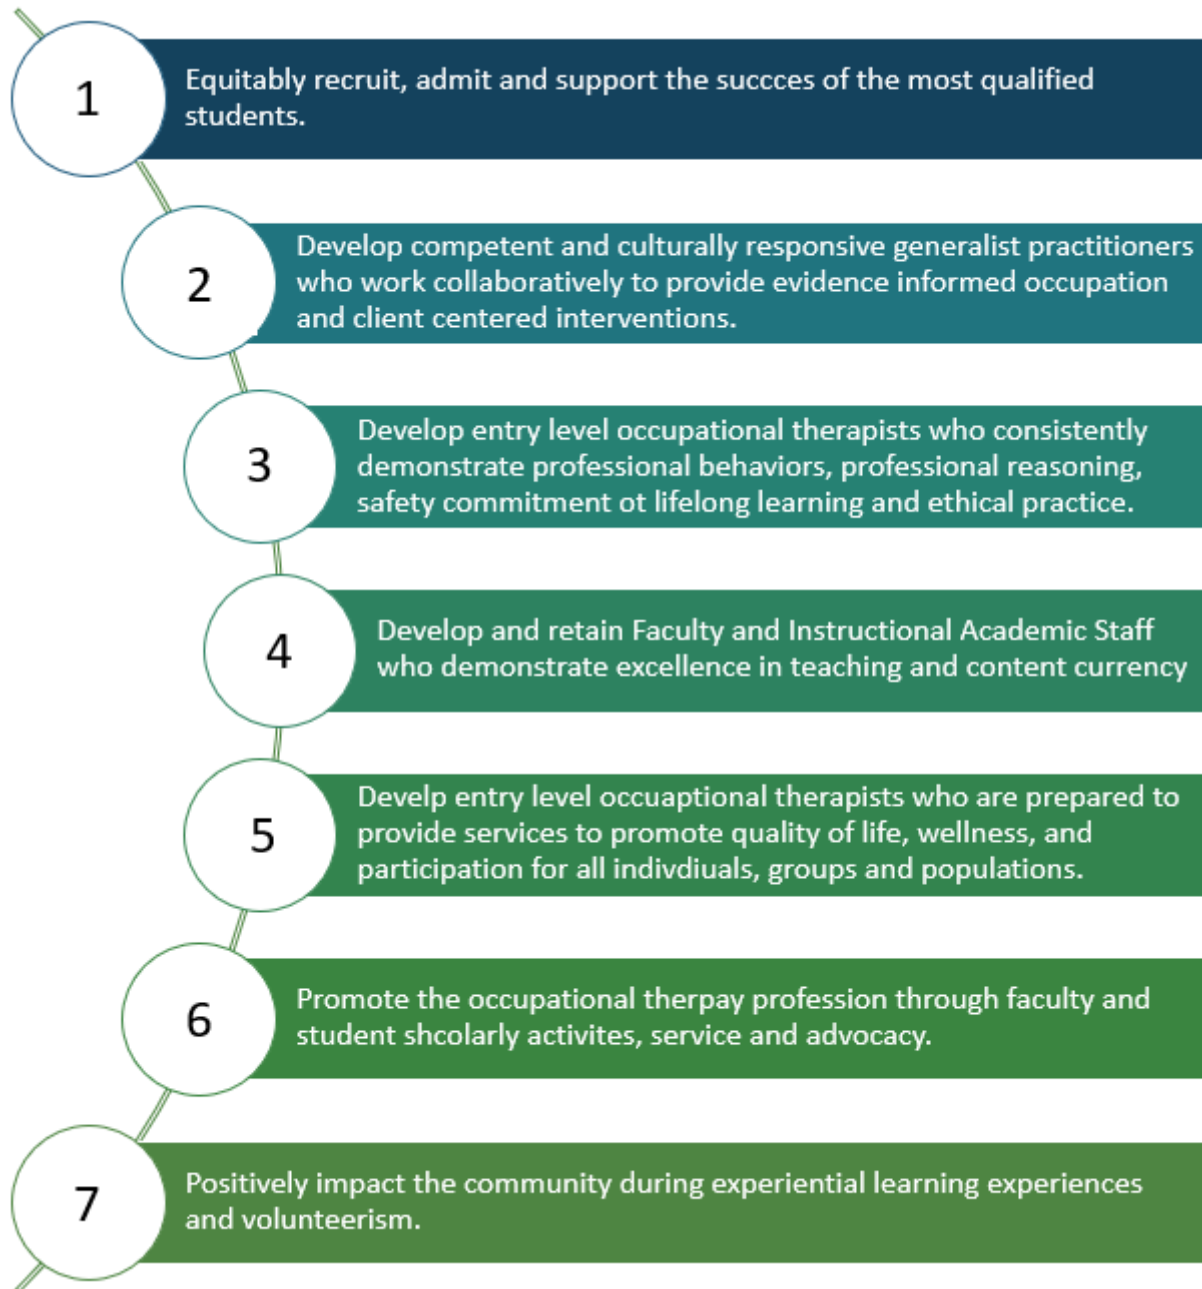 1
Equitably recruit, admit and support the succces of the most qualified
students.
2
Develop competent and culturally responsive generalist practitioners
who work collaboratively to provide evidence informed occupation
and client centered interventions.
3
Develop entry level occupational therapists who consistently
demonstrate professional behaviors, professional reasoning,
safety commitment ot lifelong learning and ethical practice.
4
Develop and retain Faculty and Instructional Academic Staff
who demonstrate excellence in teaching and content currency
5
Develp entry level occuaptional therapists who are prepared to
provide services to promote quality of life, wellness, and
participation for all indivdiuals, groups and populations.
6
Promote the occupational therpay profession through faculty and
student shcolarly activites, service and advocacy.
7
Positively impact the community during experiential learning experiences
and volunteerism.